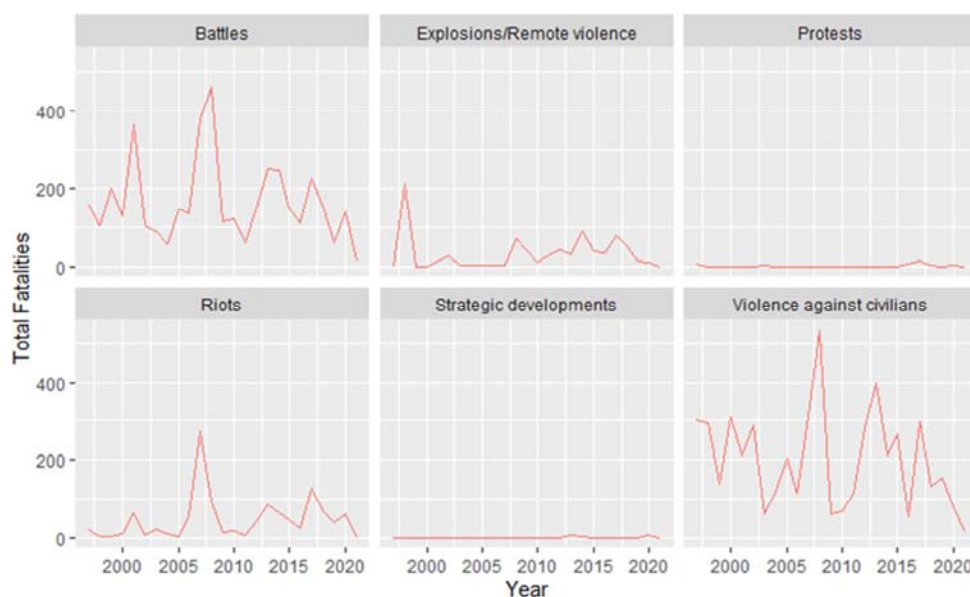 Battles
Explosions/Remote violence
Protests
400
200
0
Riots
Strategic developments
Violence against civilians
400
200
0
Total Fatalities
2000 2005 2010 2015 2020 2000 2005 2010 2015 2020 2000 2005 2010 2015 2020
Year